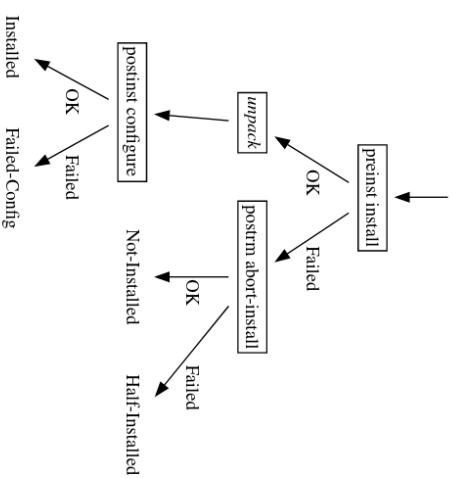 preinst install
OK
Failed
unpack
postrm abort-install
OK
Failed
postinst configure
Not-Installed
Half-Installed
OK
Failed
Installed
Failed-Config